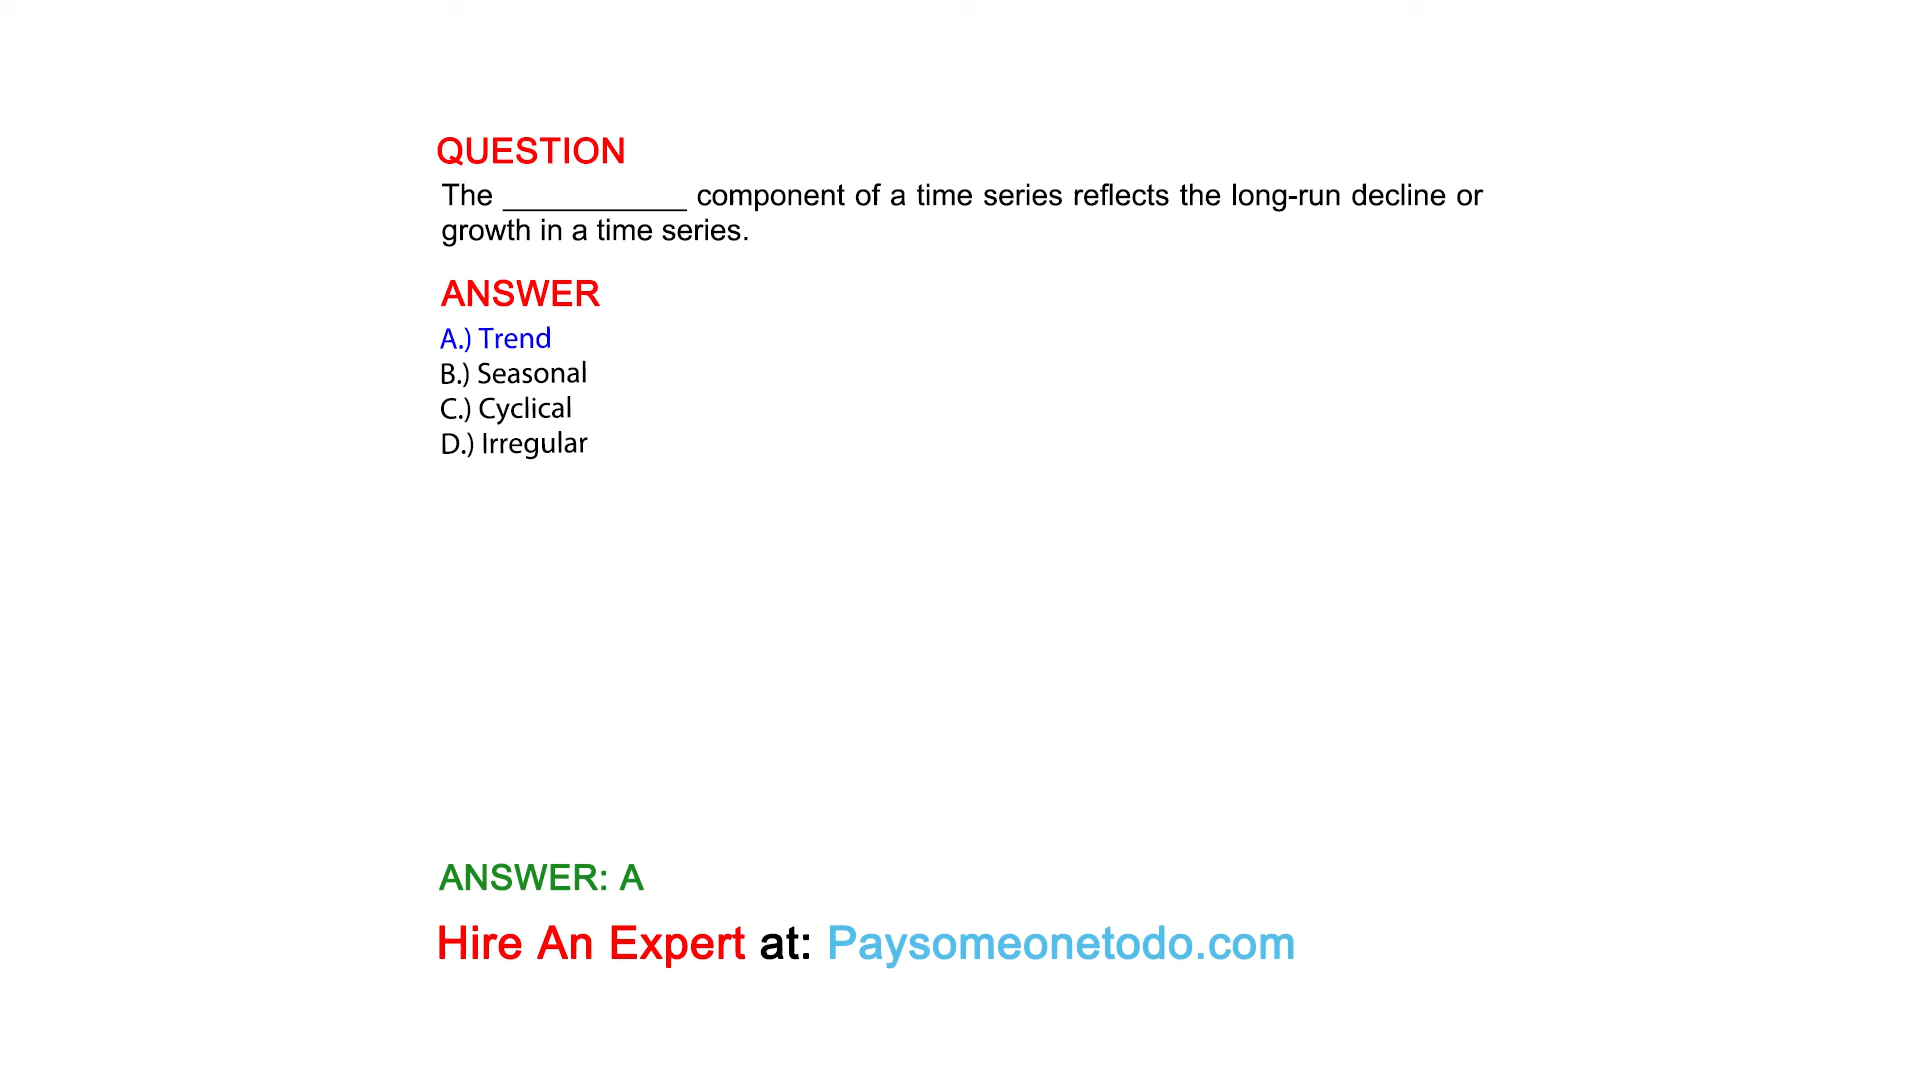 QUESTION
The ___________ component of a time series reflects the long-run decline or
growth in a time series.
ANSWER
A.) Trend
B.) Seasonal
C.) Cyclical
D.) Irregular
ANSWER: A
Hire An Expert at: Paysomeonetodo.com